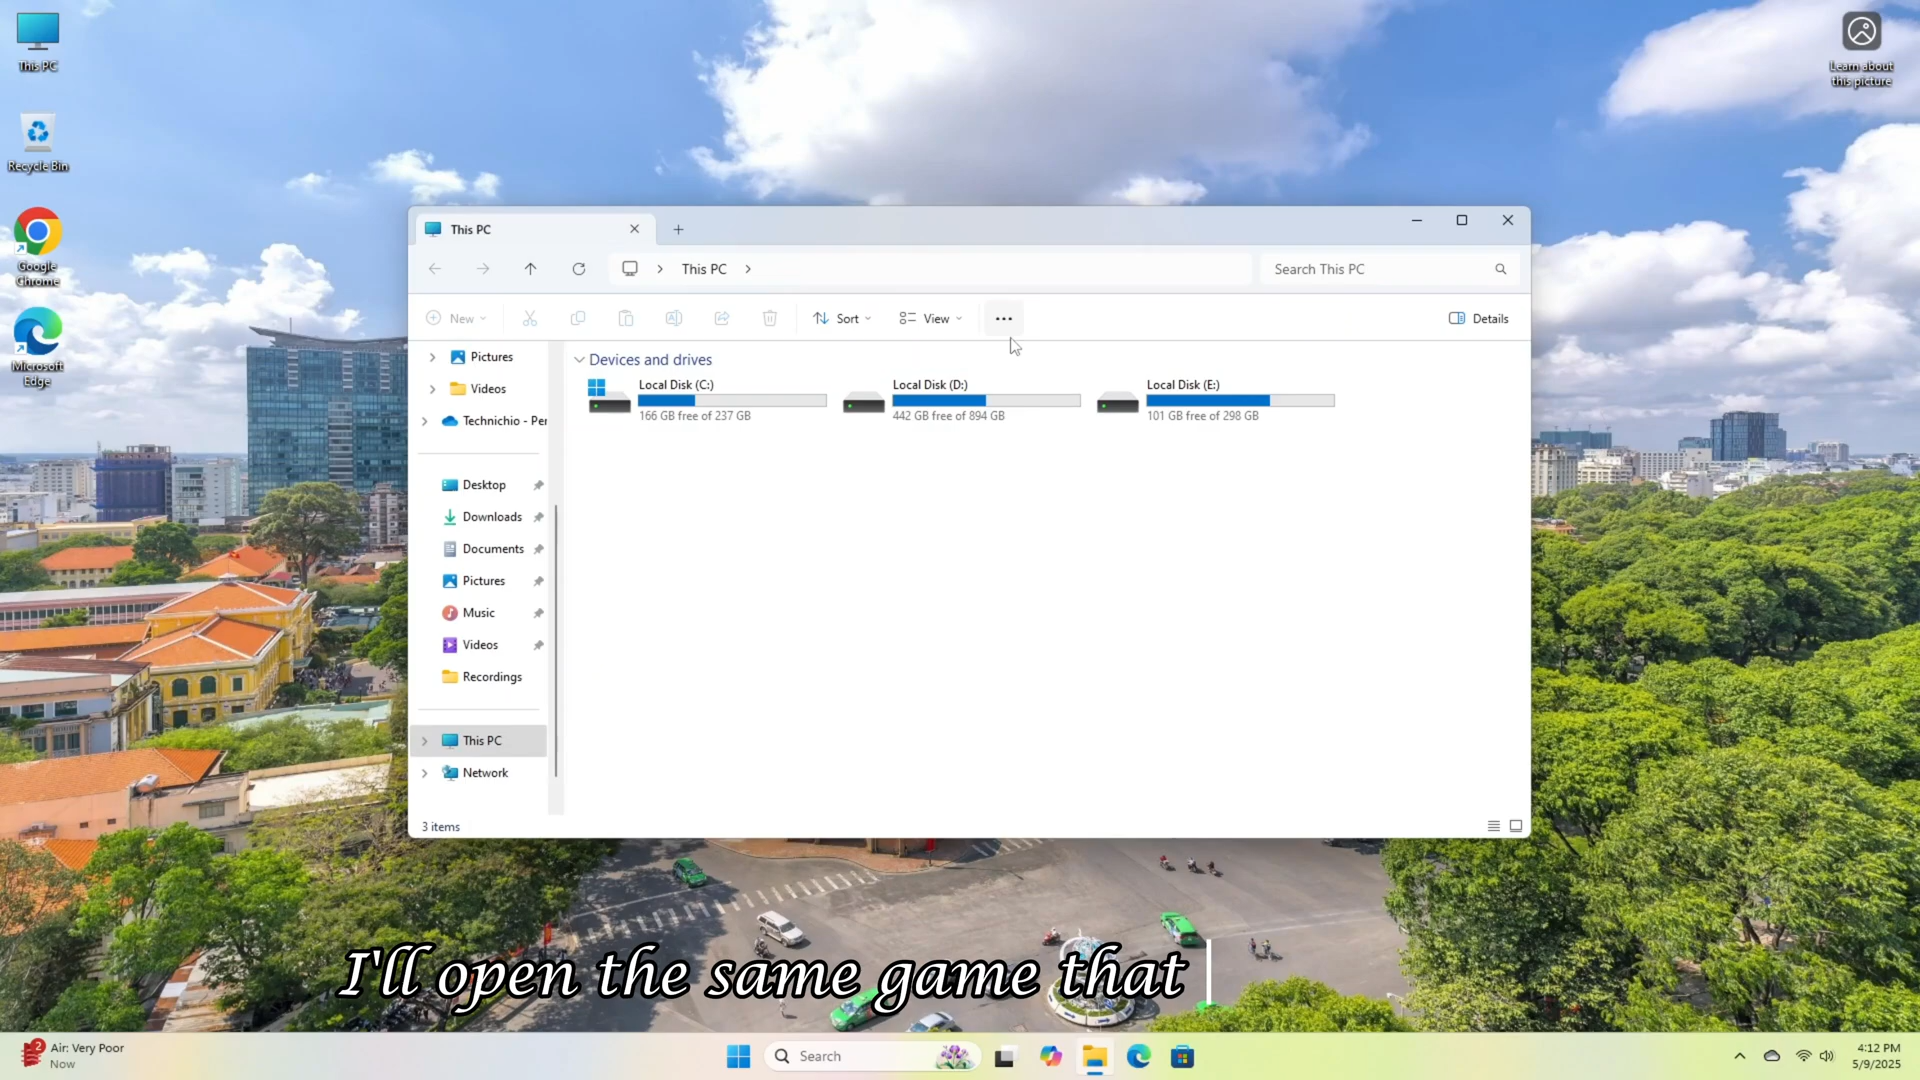 This PC
Learn about
this picture
Recycle Bin
Google
Chrome
Microsoft
Edge
This PC
This PC
Search This PC
New
Sort
View
Details
Pictures
Videos
Technichio - Per
Desktop
Downloads
Documents
Pictures
Music
Videos
Recordings
This PC
Network
Devices and drives
Local Disk (C:)
166 GB free of 237 GB
Local Disk (D:)
442 GB free of 894 GB
Local Disk (E:)
101 GB free of 298 GB
3 items
I'll open the same game that
2
Air: Very Poor
Now
Search
4:12 PM
5/9/2025